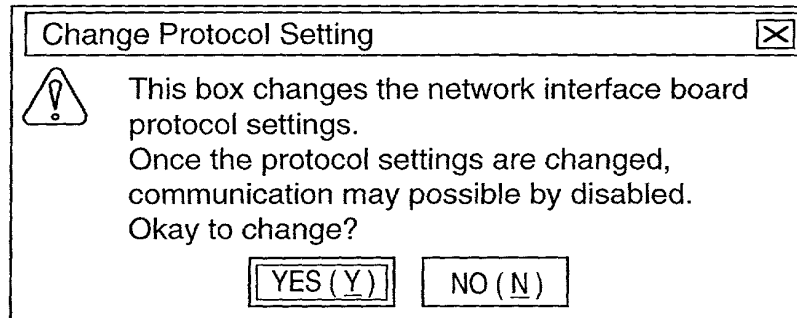 Change Protocol Setting
This box changes the network interface board
protocol settings.
Once the protocol settings are changed,
communication may possible by disabled.
Okay to change?
YES (Y)
NO (N)